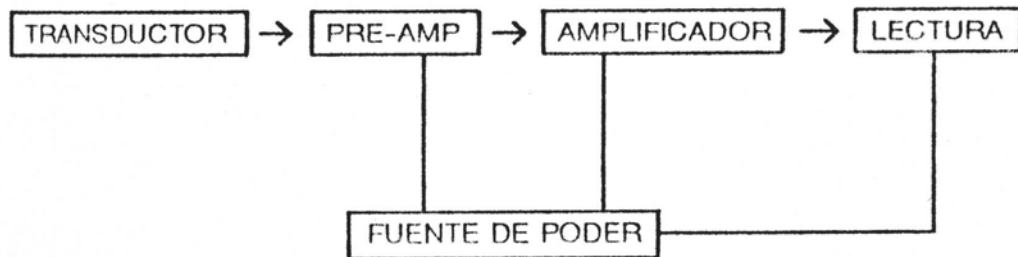 TRANSDUCTOR → PRE-AMP → AMPLIFICADOR → LECTURA
FUENTE DE PODER